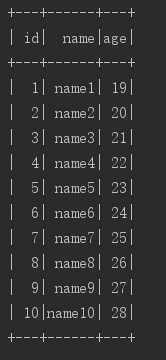 +---+------+---+
| id|  name|age|
+---+------+---+
|  1| name1| 19|
|  2| name2| 20|
|  3| name3| 21|
|  4| name4| 22|
|  5| name5| 23|
|  6| name6| 24|
|  7| name7| 25|
|  8| name8| 26|
|  9| name9| 27|
| 10|name10| 28|
+---+------+---+